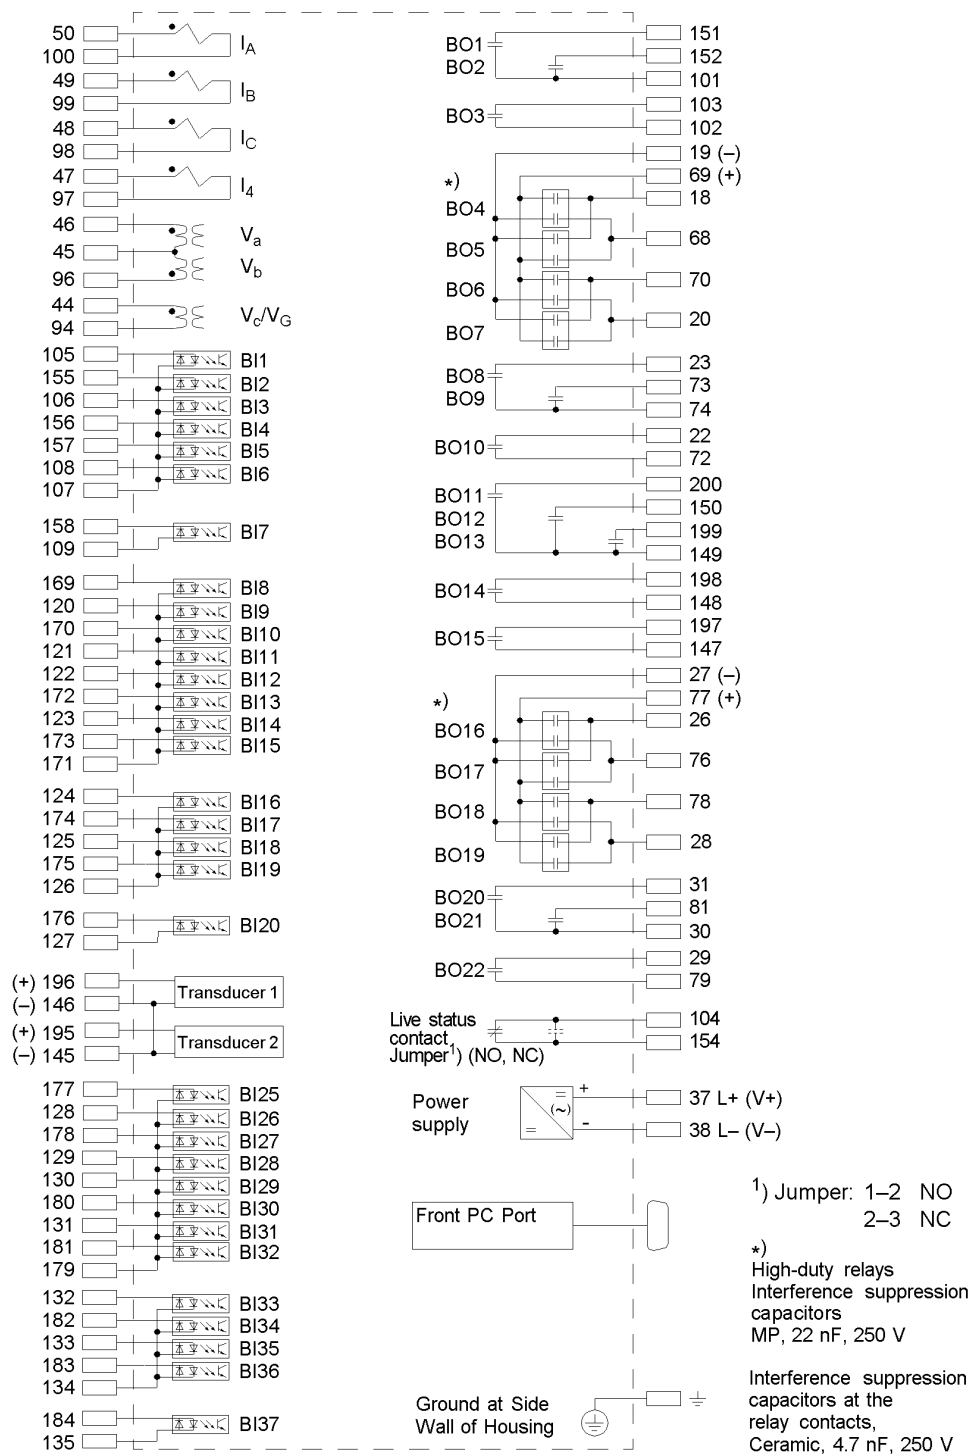 50
100
I_A
49
99
I_B
48
98
I_C
47
97
I_4
46
45
V_a
96
V_b
44
94
V_c/V_G
105
BI1
155
BI2
106
BI3
156
BI4
157
BI5
108
BI6
107
158
BI7
109
169
BI8
120
BI9
170
BI10
121
BI11
122
BI12
172
BI13
123
BI14
173
BI15
171
124
BI16
174
BI17
125
BI18
175
BI19
126
176
BI20
127
(+) 196
(–) 146
Transducer 1
(+) 195
(–) 145
Transducer 2
177
BI25
128
BI26
178
BI27
129
BI28
130
BI29
180
BI30
131
BI31
181
BI32
179
132
BI33
182
BI34
133
BI35
183
BI36
134
184
BI37
135
BO1
151
BO2
152
101
BO3
103
102
19 (–)
69 (+)
*)
18
BO4
68
BO5
BO6
70
BO7
20
BO8
23
BO9
73
74
BO10
22
72
BO11
200
BO12
150
BO13
199
149
BO14
198
148
BO15
197
147
27 (–)
77 (+)
*)
26
BO16
76
BO17
BO18
78
BO19
28
BO20
31
BO21
81
30
BO22
29
79
Live status
contact
Jumper¹) (NO, NC)
104
154
Power
supply
= (~)
=
+
-
37 L+ (V+)
38 L– (V–)
Front PC Port
Ground at Side
Wall of Housing
¹) Jumper: 1–2 NO
2–3 NC
*)
High-duty relays
Interference suppression
capacitors
MP, 22 nF, 250 V
Interference suppression
capacitors at the
relay contacts,
Ceramic, 4.7 nF, 250 V